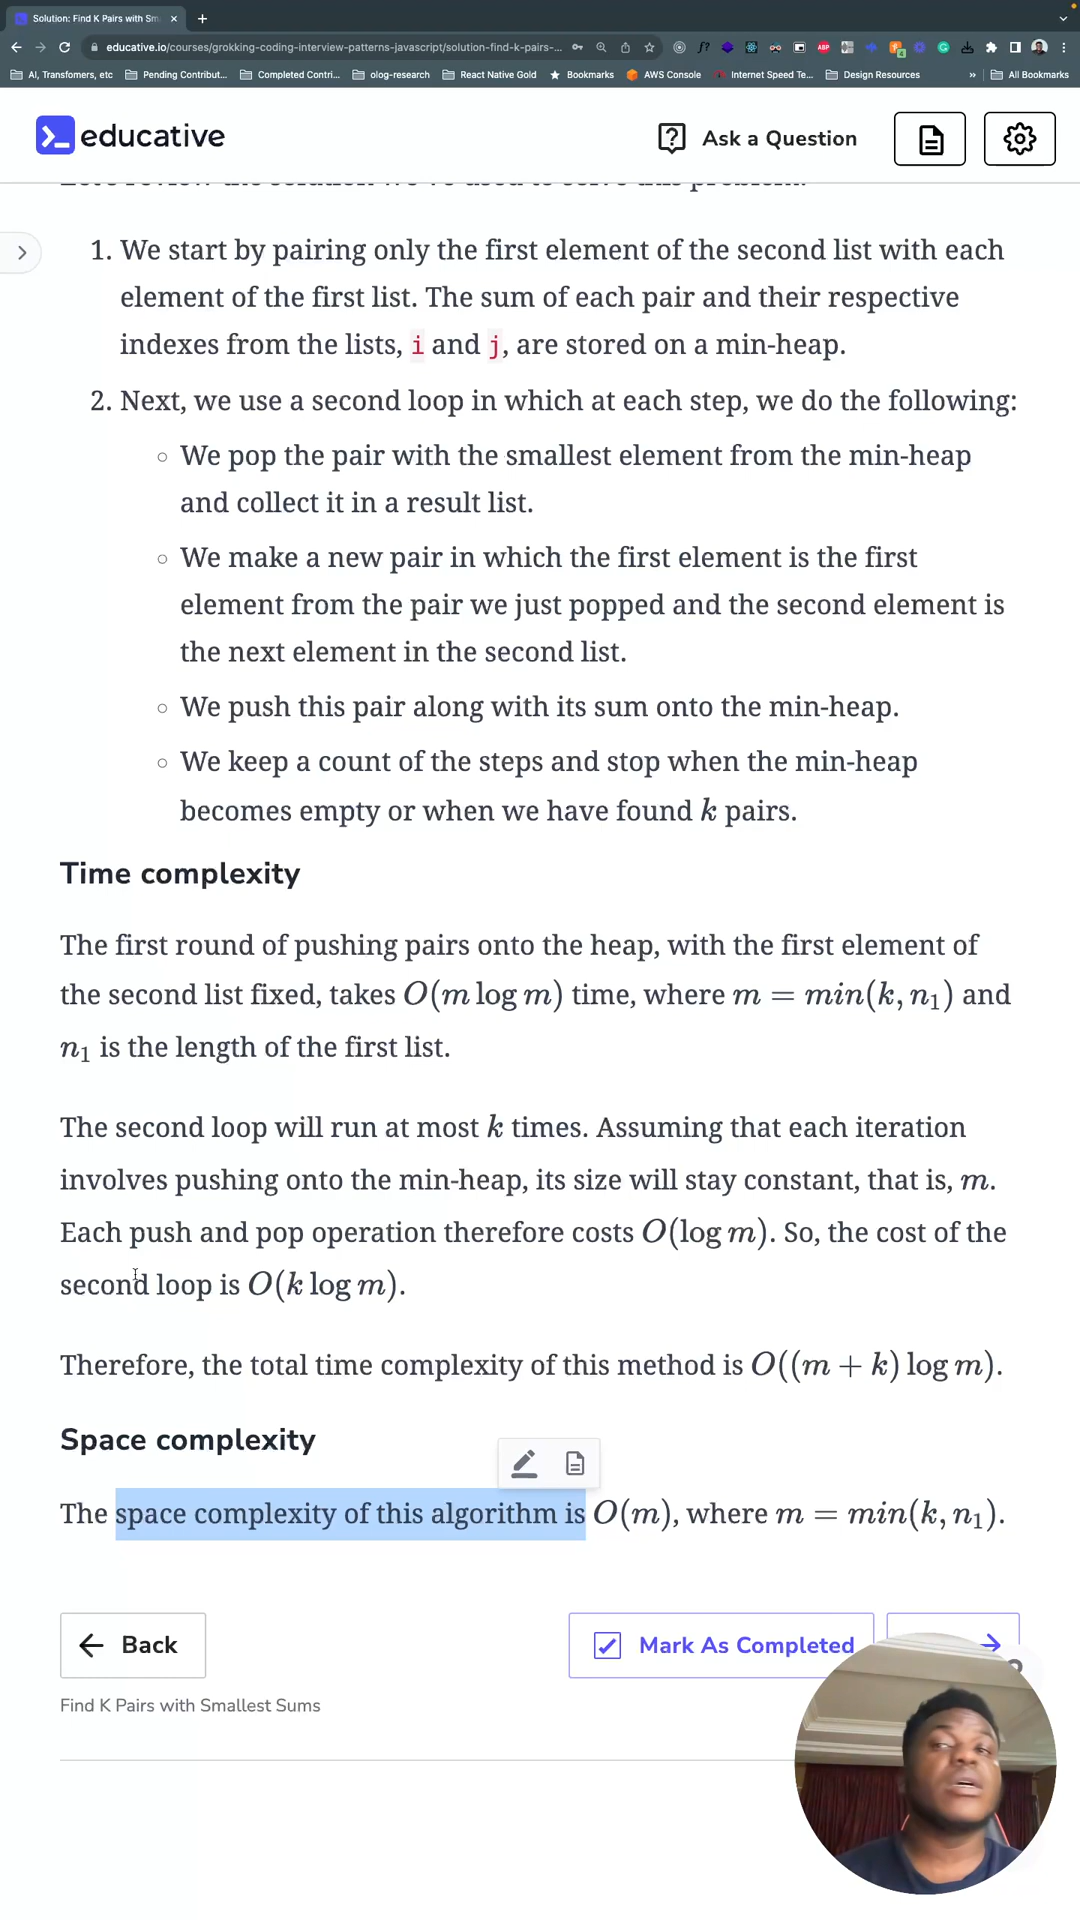 Solution: Find K Pairs with Sm
educative.io/courses/grokking-coding-interview-patterns-javascript/solution-find-k-pairs-...
AI, Transfomers, etc Pending Contribut... Completed Contri... olog-research React Native Gold Bookmarks AWS Console Internet Speed Te... Design Resources » All Bookmarks
educative
Ask a Question
1. We start by pairing only the first element of the second list with each
element of the first list. The sum of each pair and their respective
indexes from the lists, i and j, are stored on a min-heap.
2. Next, we use a second loop in which at each step, we do the following:
We pop the pair with the smallest element from the min-heap
and collect it in a result list.
We make a new pair in which the first element is the first
element from the pair we just popped and the second element is
the next element in the second list.
We push this pair along with its sum onto the min-heap.
We keep a count of the steps and stop when the min-heap
becomes empty or when we have found k pairs.
Time complexity
The first round of pushing pairs onto the heap, with the first element of
the second list fixed, takes O(m log m) time, where m = min(k, n₁) and
n₁ is the length of the first list.
The second loop will run at most k times. Assuming that each iteration
involves pushing onto the min-heap, its size will stay constant, that is, m.
Each push and pop operation therefore costs O(log m). So, the cost of the
second loop is O(k log m).
Therefore, the total time complexity of this method is O((m + k) log m).
Space complexity
The space complexity of this algorithm is O(m), where m = min(k, n₁).
Back
Mark As Completed
Find K Pairs with Smallest Sums